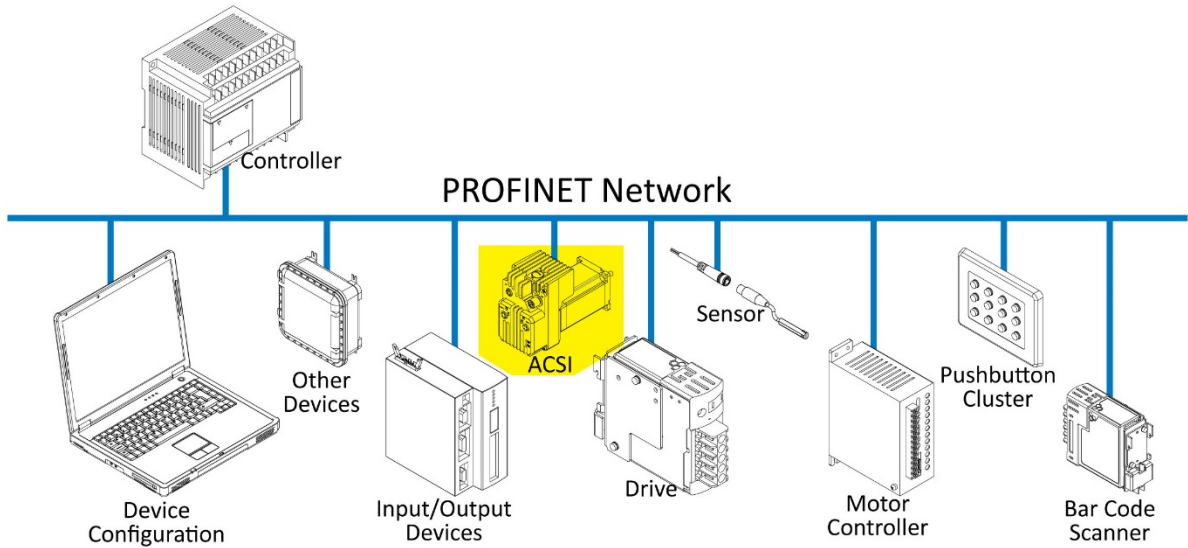 Controller
PROFINET Network
Sensor
ACSI
Other
Devices
Pushbutton
Cluster
Drive
Device
Configuration
Input/Output
Devices
Motor
Controller
Bar Code
Scanner